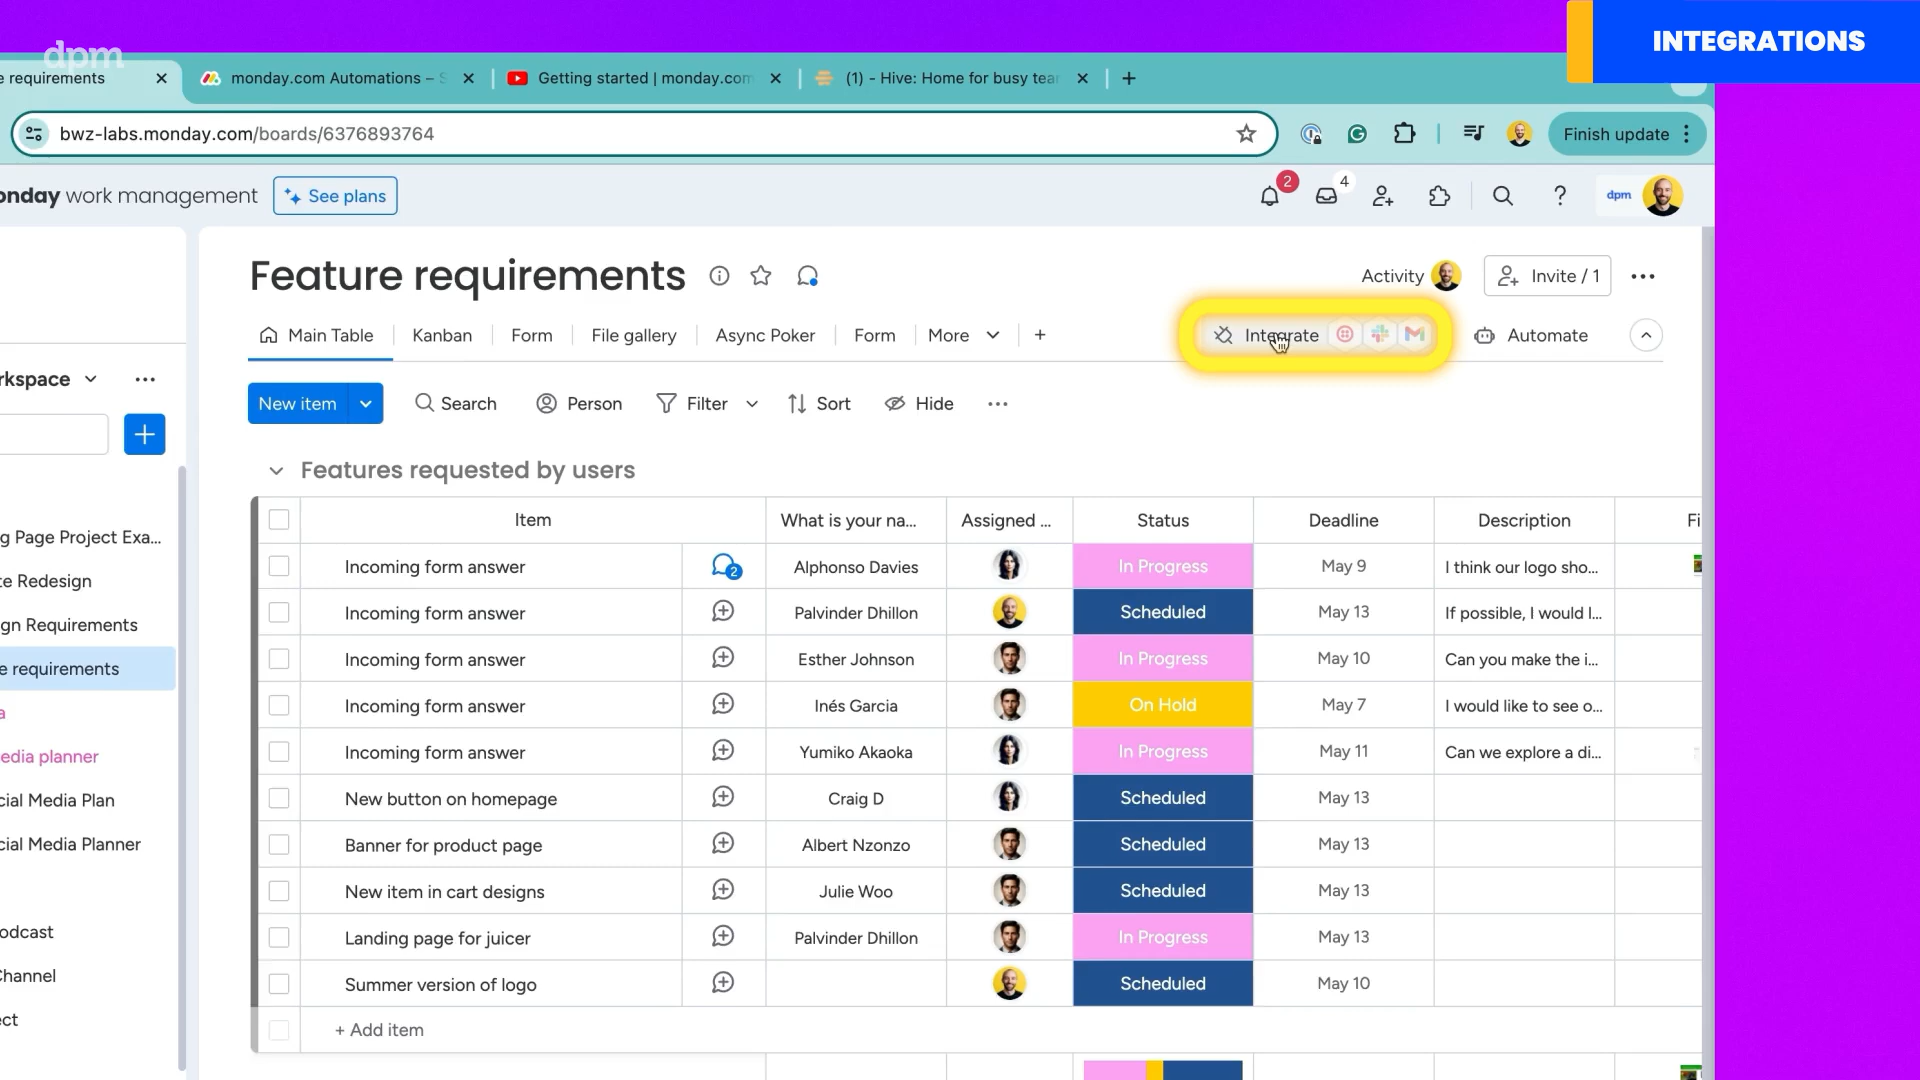 INTEGRATIONS
dpm
e requirements
monday.com Automations – S
Getting started | monday.com
(1) - Hive: Home for busy tear
bwz-labs.monday.com/boards/6376893764
Finish update
onday work management
See plans
2
4
dpm
Feature requirements
Activity
Invite / 1
Main Table
Kanban
Form
File gallery
Async Poker
Form
More
Integrate
Automate
rkspace
New item
Search
Person
Filter
Sort
Hide
Features requested by users
Item
What is your na...
Assigned ...
Status
Deadline
Description
Fi
Incoming form answer 2 Alphonso Davies In Progress May 9 I think our logo sho...
Incoming form answer Palvinder Dhillon Scheduled May 13 If possible, I would l...
Incoming form answer Esther Johnson In Progress May 10 Can you make the i...
Incoming form answer Inés Garcia On Hold May 7 I would like to see o...
Incoming form answer Yumiko Akaoka In Progress May 11 Can we explore a di...
New button on homepage Craig D Scheduled May 13
Banner for product page Albert Nzonzo Scheduled May 13
New item in cart designs Julie Woo Scheduled May 13
Landing page for juicer Palvinder Dhillon In Progress May 13
Summer version of logo Scheduled May 10
+ Add item
g Page Project Exa...
te Redesign
gn Requirements
e requirements
a
edia planner
cial Media Plan
cial Media Planner
odcast
Channel
ect